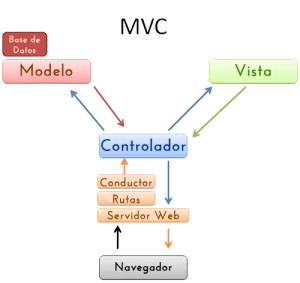 MVC
Base de
Datos
Modelo
Vista
Controlador
Conductor
Rutas
Servidor Web
Navegador